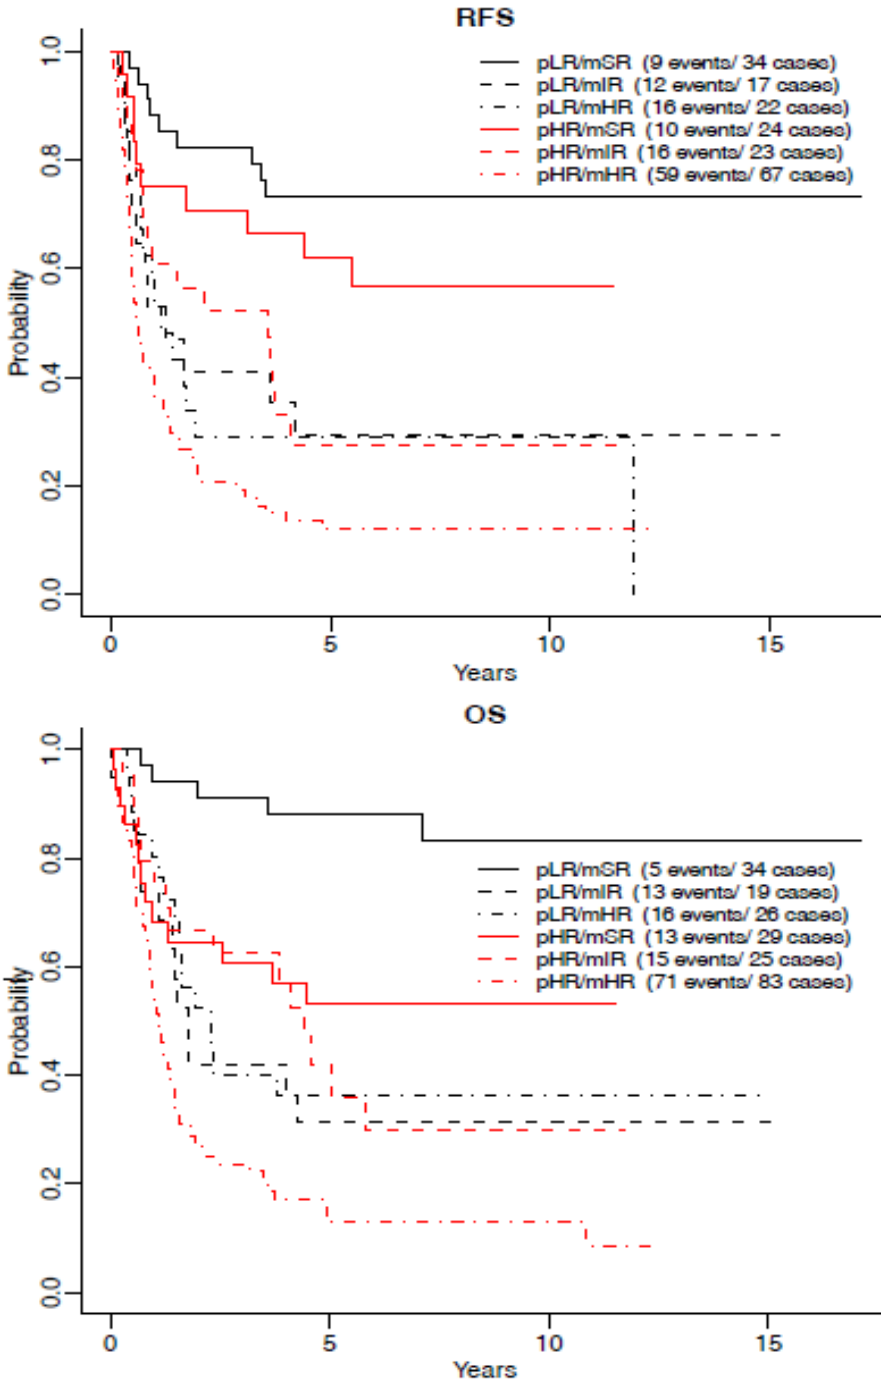 RFS
1.0
0.8
0.6
0.4
0.2
0.0
Probability
pLR/mSR (9 events/ 34 cases)
pLR/mIR (12 events/ 17 cases)
pLR/mHR (16 events/ 22 cases)
pHR/mSR (10 events/ 24 cases)
pHR/mIR (16 events/ 23 cases)
pHR/mHR (59 events/ 67 cases)
0 5 10 15
Years
OS
1.0
0.8
0.6
0.4
0.2
0.0
Probability
pLR/mSR (5 events/ 34 cases)
pLR/mIR (13 events/ 19 cases)
pLR/mHR (16 events/ 26 cases)
pHR/mSR (13 events/ 29 cases)
pHR/mIR (15 events/ 25 cases)
pHR/mHR (71 events/ 83 cases)
0 5 10 15
Years